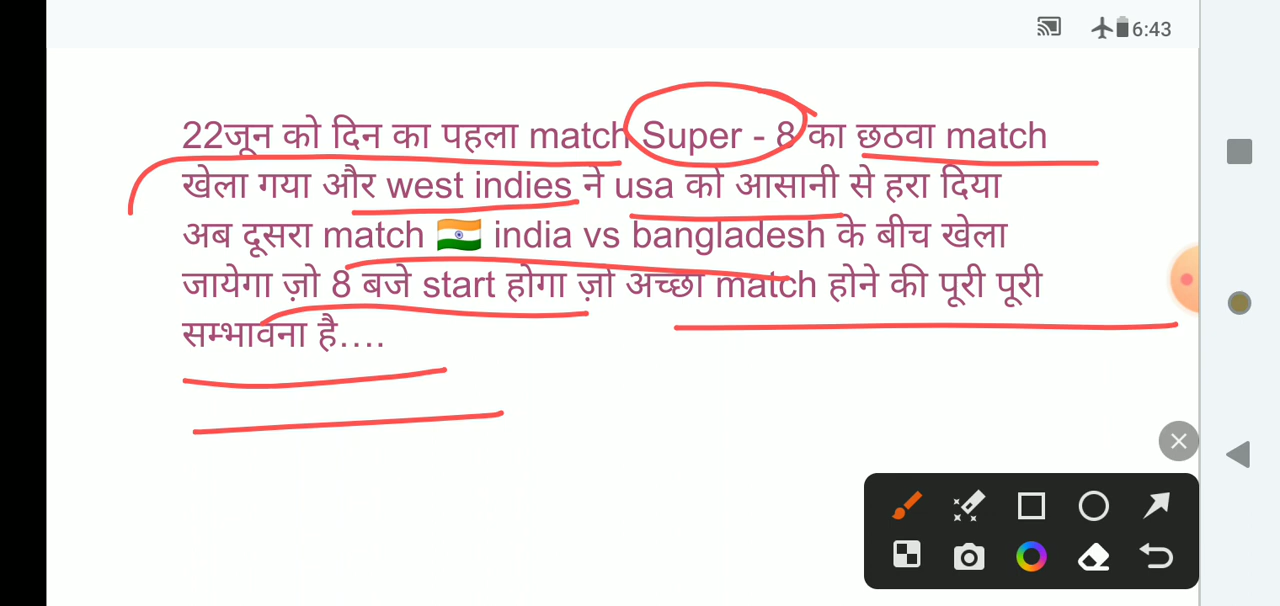 6:43
22जून को दिन का पहला match Super - 8 का छठवा match
खेला गया और west indies ने usa को आसानी से हरा दिया
अब दूसरा match 🇮🇳 india vs bangladesh के बीच खेला
जायेगा ज़ो 8 बजे start होगा ज़ो अच्छा match होने की पूरी पूरी
सम्भावना है....